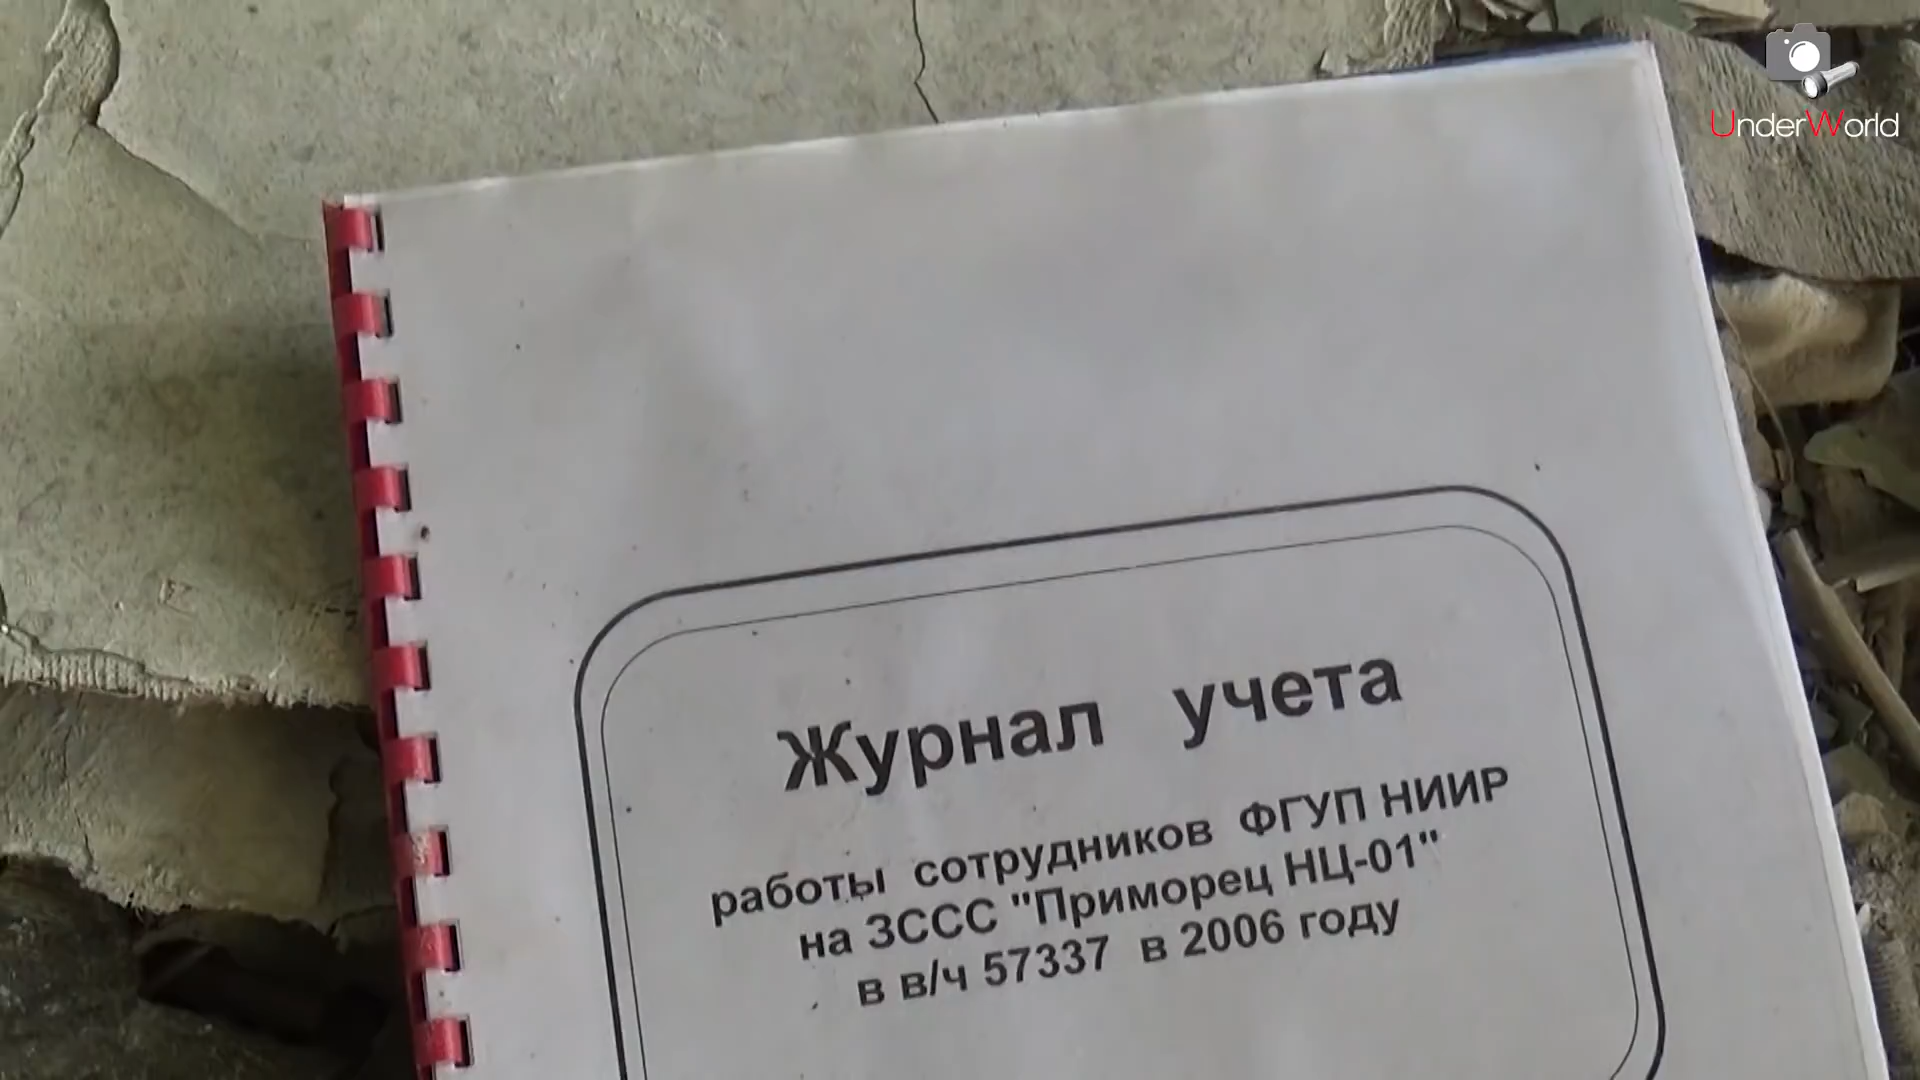 UnderWorld
Журнал учета
работы сотрудников ФГУП НИИР
на ЗССС "Приморец НЦ-01"
в в/ч 57337 в 2006 году